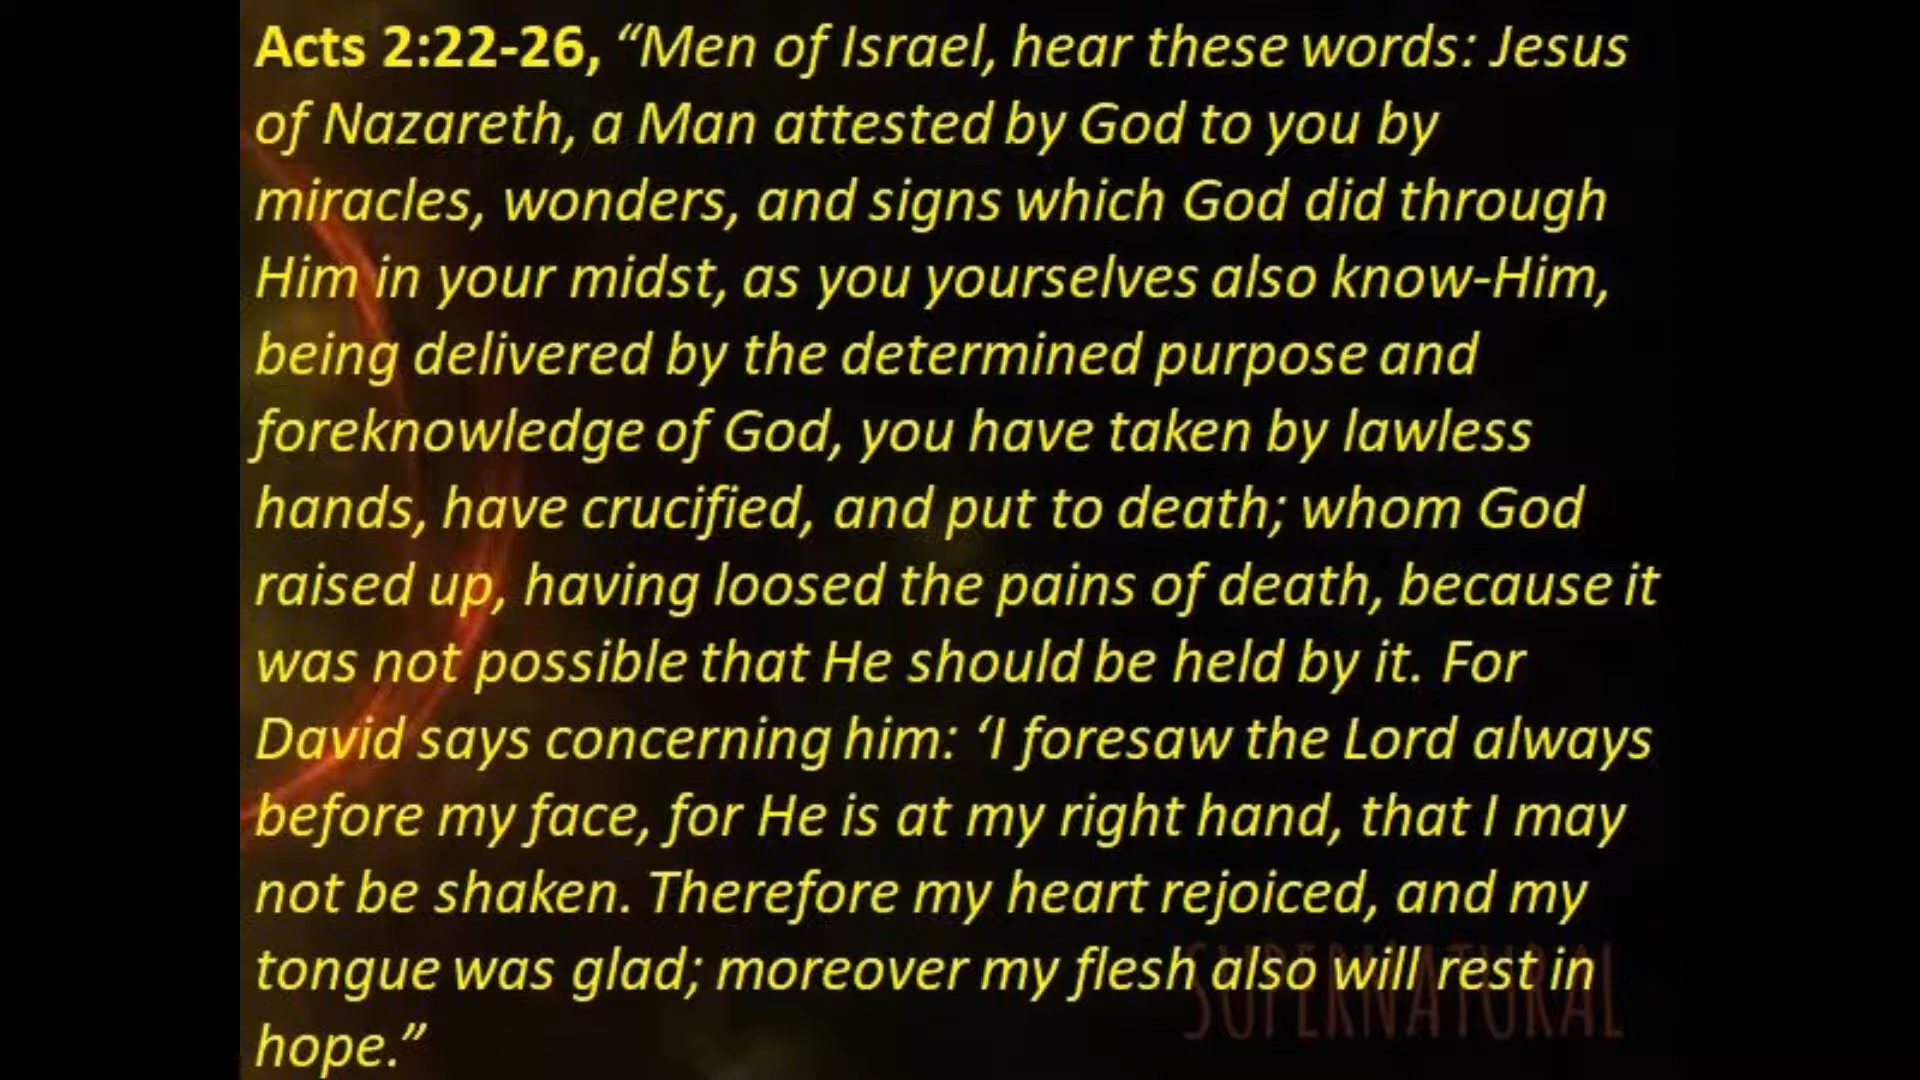 Acts 2:22-26, “Men of Israel, hear these words: Jesus
of Nazareth, a Man attested by God to you by
miracles, wonders, and signs which God did through
Him in your midst, as you yourselves also know-Him,
being delivered by the determined purpose and
foreknowledge of God, you have taken by lawless
hands, have crucified, and put to death; whom God
raised up, having loosed the pains of death, because it
was not possible that He should be held by it. For
David says concerning him: ‘I foresaw the Lord always
before my face, for He is at my right hand, that I may
not be shaken. Therefore my heart rejoiced, and my
tongue was glad; moreover my flesh also will rest in
hope.”
SUPERNATURAL